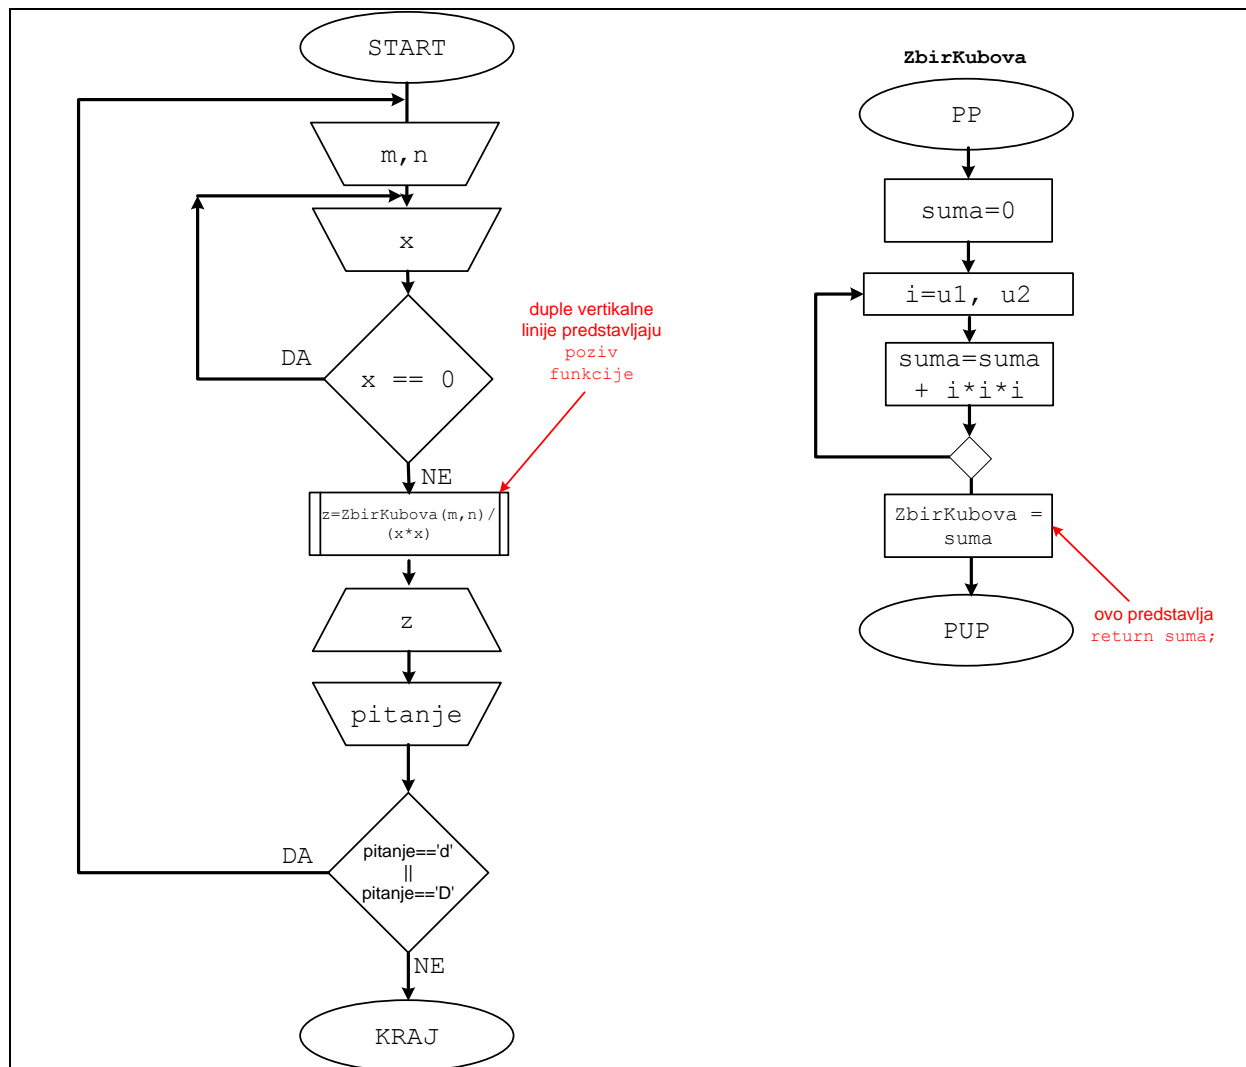 START
m,n
x
DA
x == 0
NE
duple vertikalne
linije predstavljaju
poziv
funkcije
z=ZbirKubova(m,n)/
(x*x)
z
pitanje
DA
pitanje=='d'
||
pitanje=='D'
NE
KRAJ
ZbirKubova
PP
suma=0
i=u1, u2
suma=suma
+ i*i*i
ZbirKubova =
suma
ovo predstavlja
return suma;
PUP